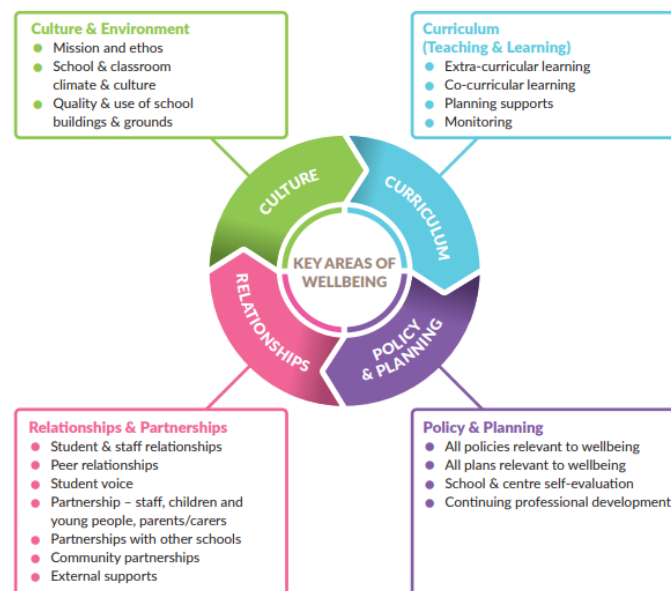 Culture & Environment
Mission and ethos
School & classroom
climate & culture
Quality & use of school
buildings & grounds
Curriculum
(Teaching & Learning)
Extra-curricular learning
Co-curricular learning
Planning supports
Monitoring
CULTURE
CURRICULUM
KEY AREAS OF
WELLBEING
RELATIONSHIPS
POLICY
& PLANNING
Relationships & Partnerships
Student & staff relationships
Peer relationships
Student voice
Partnership – staff, children and
young people, parents/carers
Partnerships with other schools
Community partnerships
External supports
Policy & Planning
All policies relevant to wellbeing
All plans relevant to wellbeing
School & centre self-evaluation
Continuing professional development